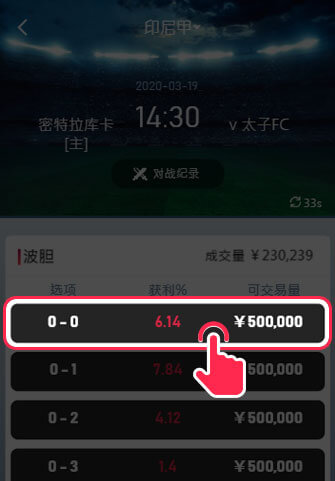 印尼甲
2020-03-19
密特拉库卡 14:30 v 太子FC
[主]
对战纪录
33s
波胆 成交量 ¥230,239
选项 获利% 可交易量
0-0 6.14 ¥500,000
0-1 7.84 ¥500,000
0-2 4.12 ¥500,000
0-3 1.4 ¥500,000